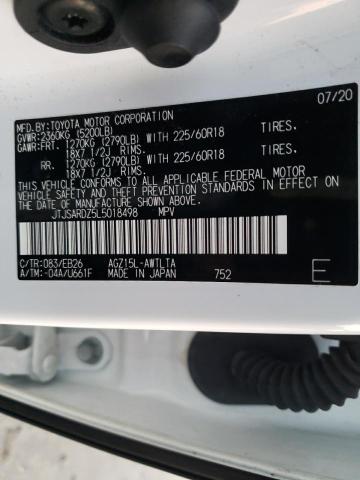 MFD.BY:TOYOTA MOTOR CORPORATION 07/20
GVWR:2360KG (5200LB)
GAWR:FRT. 1270KG (2790LB) WITH 225/60R18 TIRES,
18X7 1/2J RIMS.
RR. 1270KG (2790LB) WITH 225/60R18 TIRES,
18X7 1/2J RIMS.
THIS VEHICLE CONFORMS TO ALL APPLICABLE FEDERAL MOTOR
VEHICLE SAFETY AND THEFT PREVENTION STANDARDS IN
EFFECT ON THE DATE OF MANUFACTURE SHOWN ABOVE.
JTJSARDZ5L5018498 MPV
C/TR:083/EB26 AGZ15L-AWTLTA
A/TM:-04A/U661F MADE IN JAPAN 752 E